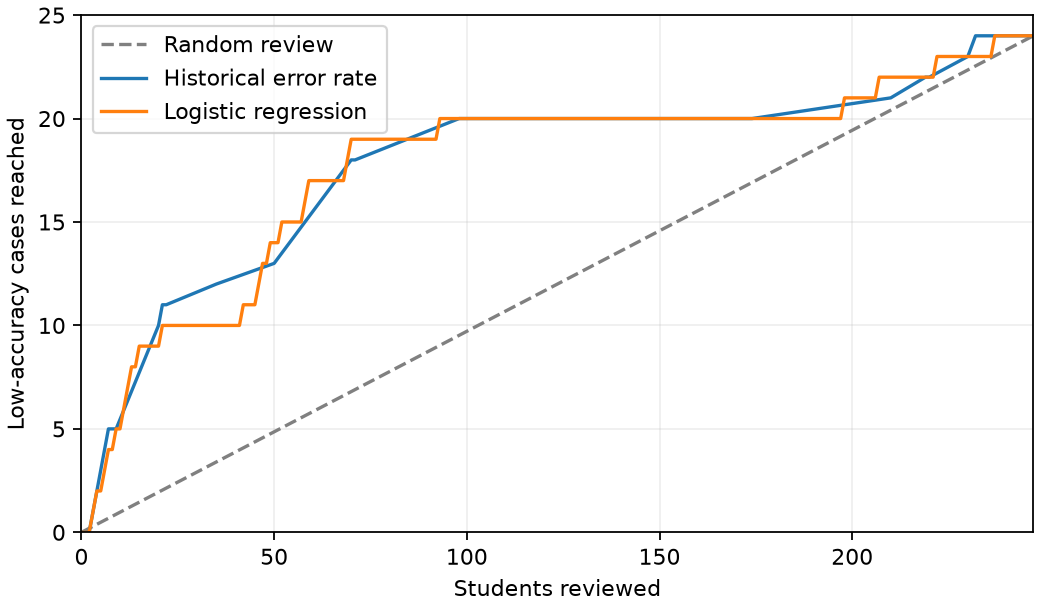 25
20
15
10
5
0
Low-accuracy cases reached
Random review
Historical error rate
Logistic regression
0 50 100 150 200
Students reviewed